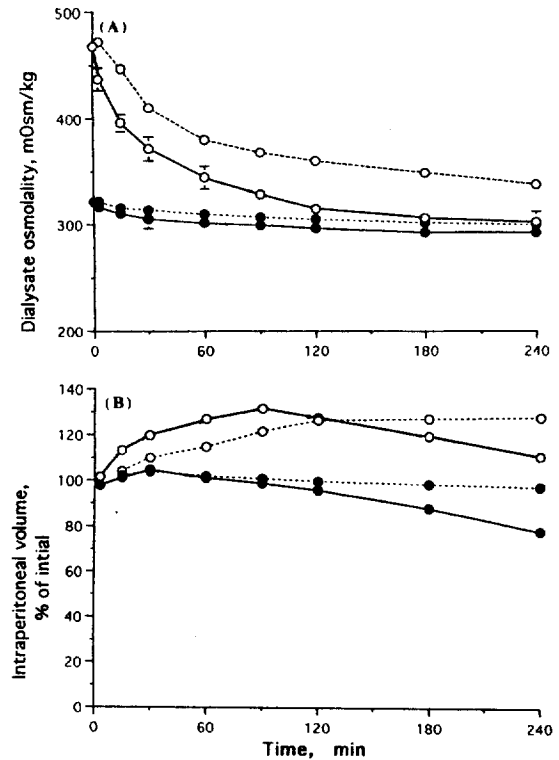 (A)
500
400
300
200
Dialysate osmolality, mOsm/kg
0 60 120 180 240
(B)
140
120
100
80
60
40
20
0
Intraperitoneal volume,
% of intial
0 60 120 180 240
Time, min